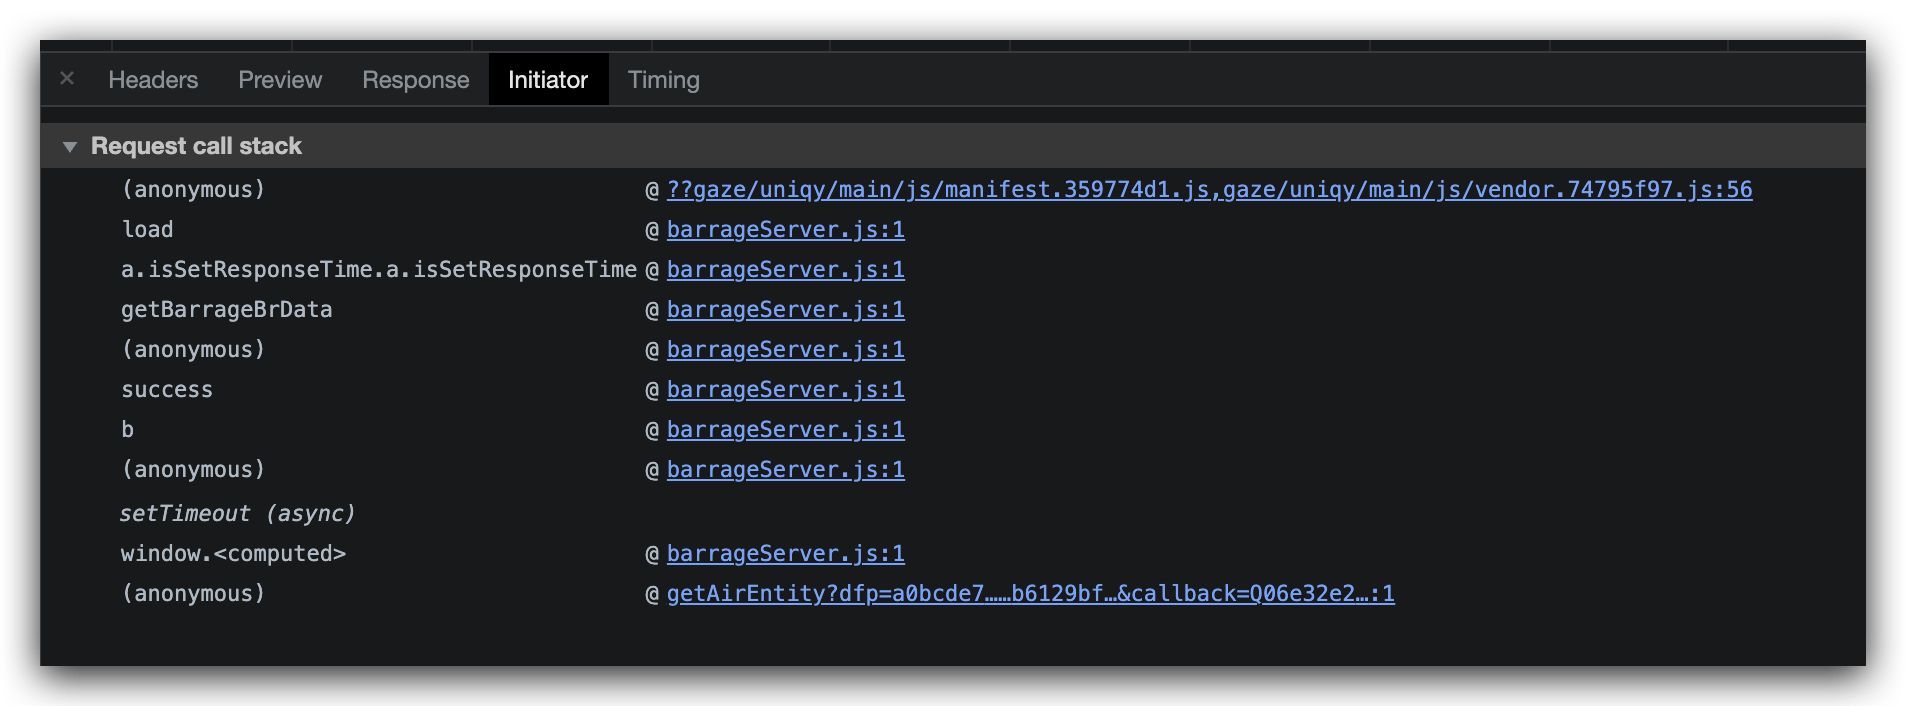 × Headers Preview Response Initiator Timing
▼ Request call stack
(anonymous) @ ??gaze/uniqy/main/js/manifest.359774d1.js,gaze/uniqy/main/js/vendor.74795f97.js:56
load @ barrageServer.js:1
a.isSetResponseTime.a.isSetResponseTime @ barrageServer.js:1
getBarrageBrData @ barrageServer.js:1
(anonymous) @ barrageServer.js:1
success @ barrageServer.js:1
b @ barrageServer.js:1
(anonymous) @ barrageServer.js:1
setTimeout (async)
window.<computed> @ barrageServer.js:1
(anonymous) @ getAirEntity?dfp=a0bcde7……b6129bf…&callback=Q06e32e2…:1